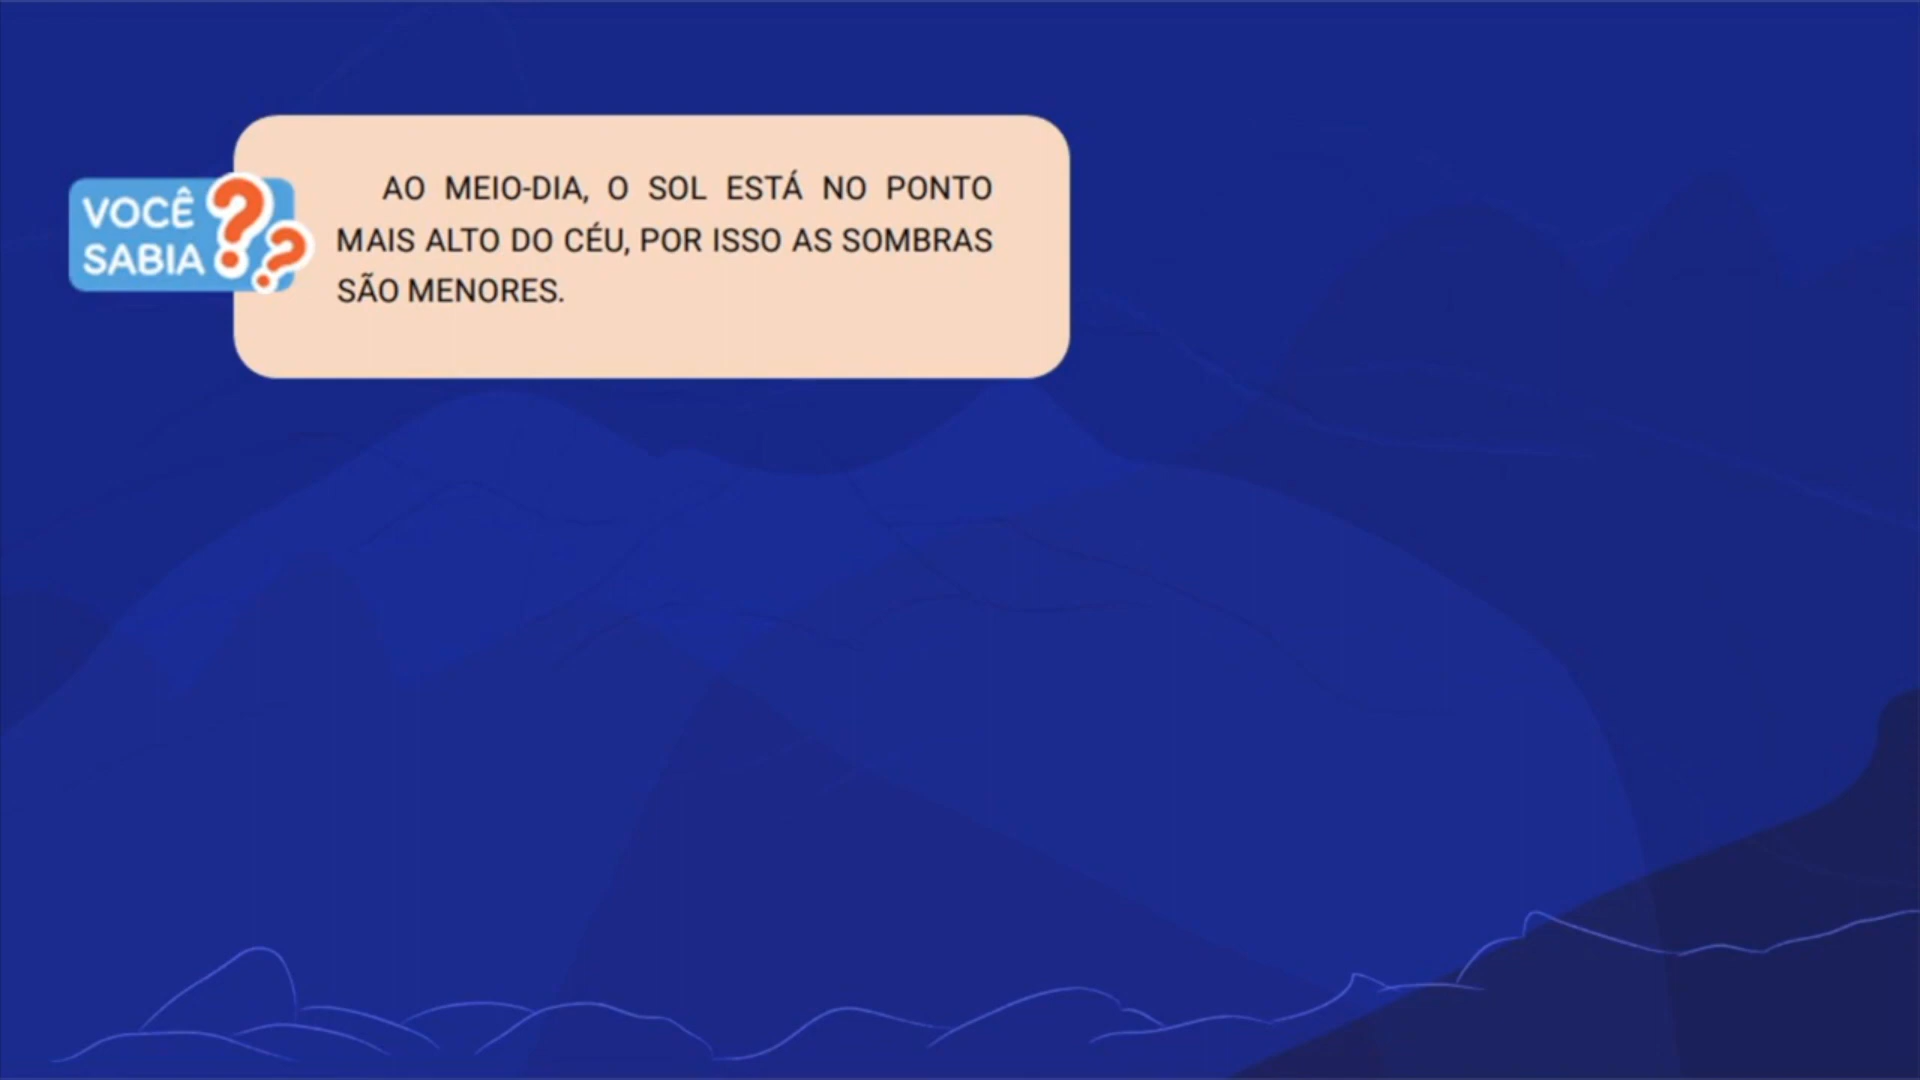 VOCÊ
SABIA??
AO MEIO-DIA, O SOL ESTÁ NO PONTO
MAIS ALTO DO CÉU, POR ISSO AS SOMBRAS
SÃO MENORES.